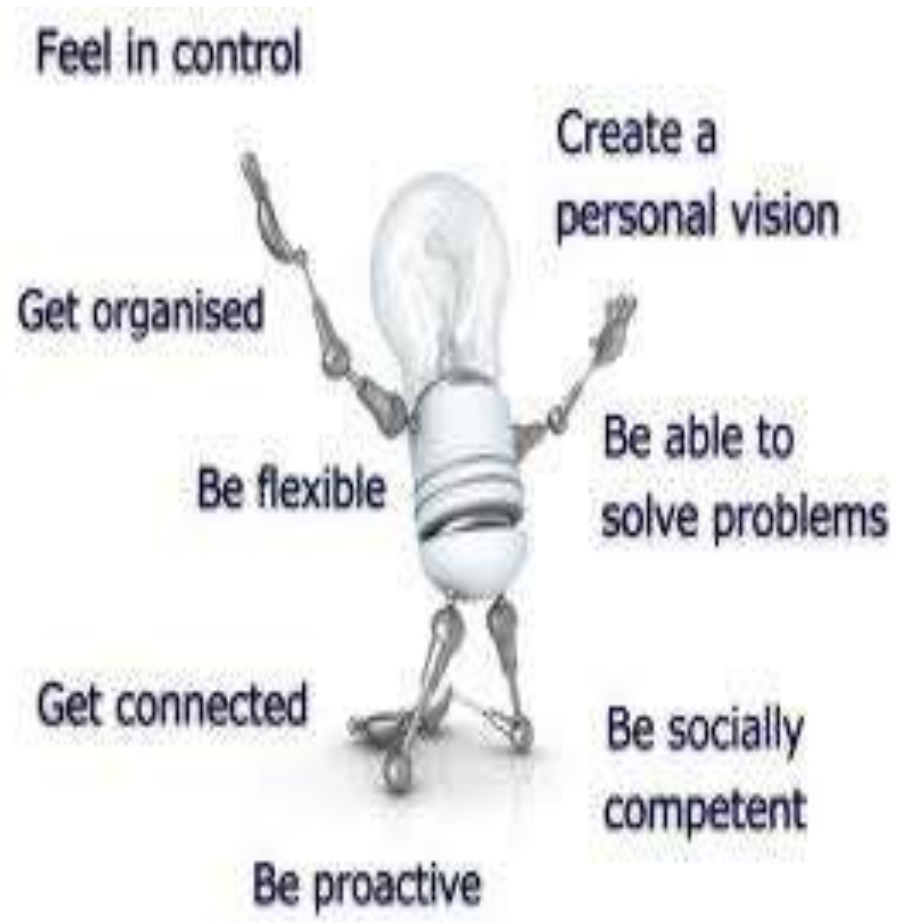 Feel in control
Create a
personal vision
Get organised
Be able to
solve problems
Be flexible
Get connected
Be socially
competent
Be proactive